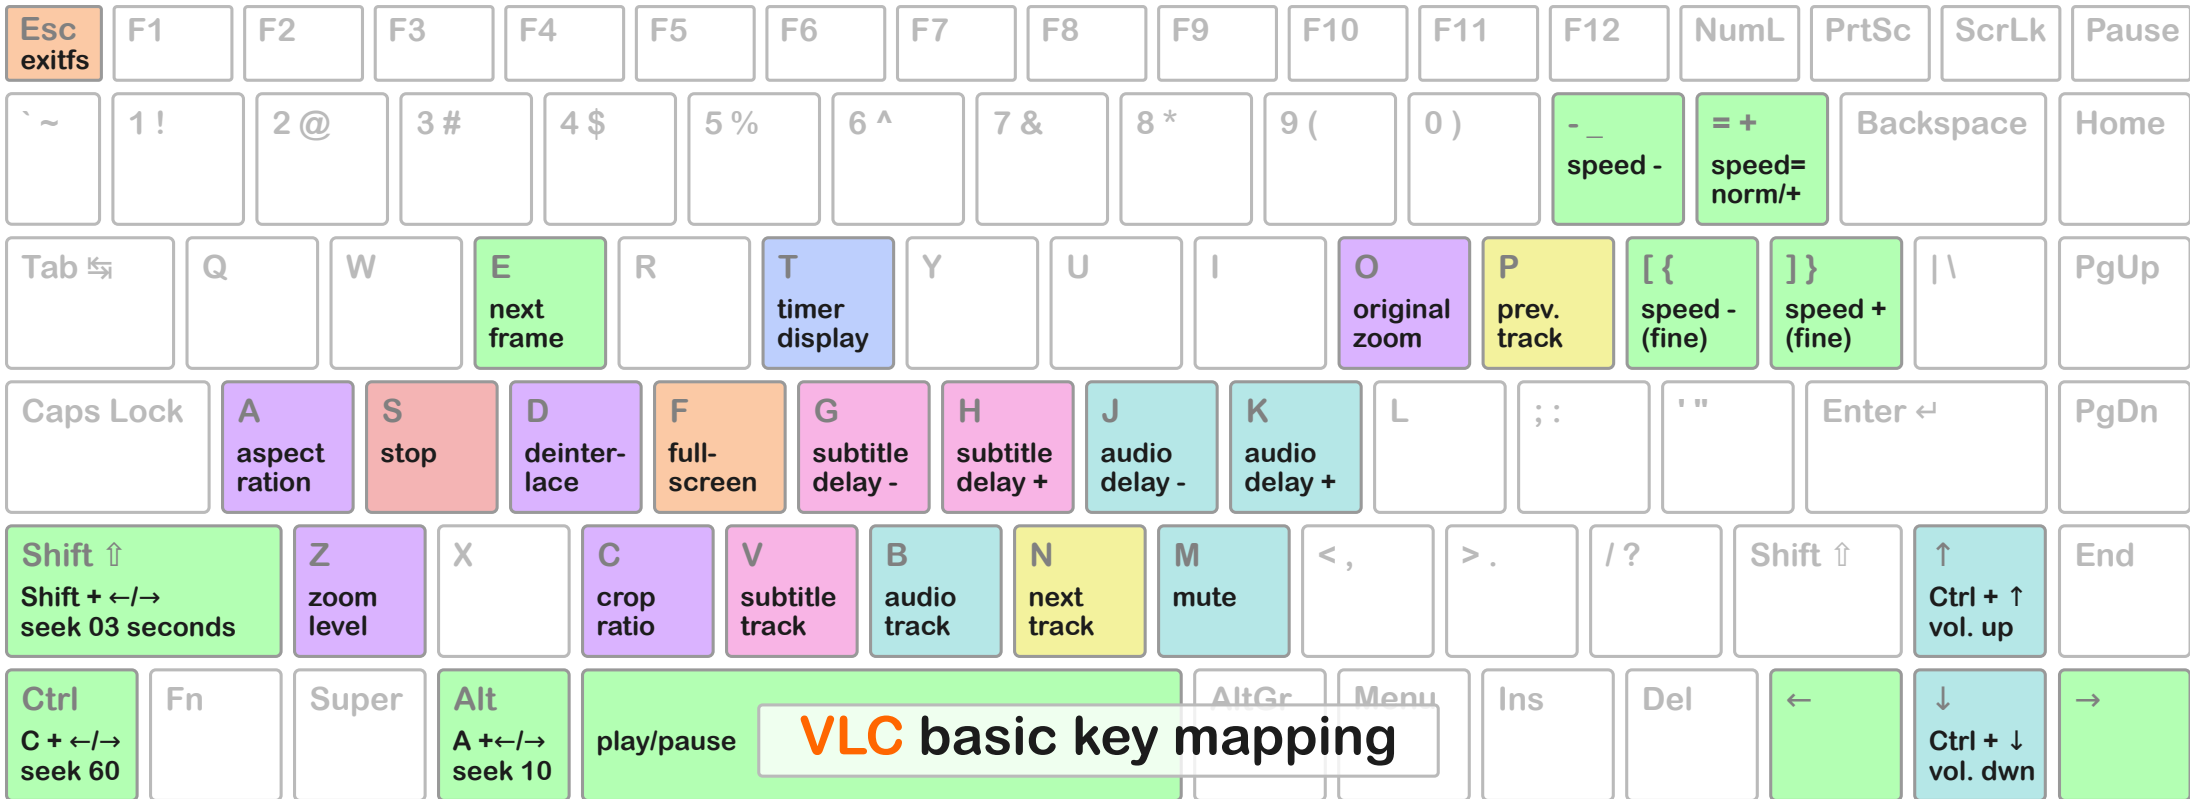 Esc
exitfs
F1
F2
F3
F4
F5
F6
F7
F8
F9
F10
F11
F12
NumL
PrtSc
ScrLk
Pause
` ~
1 !
2 @
3 #
4 $
5 %
6 ^
7 &
8 *
9 (
0 )
- _
speed -
= +
speed=
norm/+
Backspace
Home
Tab ↹
Q
W
E
next
frame
R
T
timer
display
Y
U
I
O
original
zoom
P
prev.
track
[ {
speed -
(fine)
] }
speed +
(fine)
| \
PgUp
Caps Lock
A
aspect
ration
S
stop
D
deinter-
lace
F
full-
screen
G
subtitle
delay -
H
subtitle
delay +
J
audio
delay -
K
audio
delay +
L
; :
' "
Enter ↵
PgDn
Shift ⇧
Shift + ←/→
seek 03 seconds
Z
zoom
level
X
C
crop
ratio
V
subtitle
track
B
audio
track
N
next
track
M
mute
< ,
> .
/ ?
Shift ⇧
↑
Ctrl + ↑
vol. up
End
Ctrl
C + ←/→
seek 60
Fn
Super
Alt
A +←/→
seek 10
play/pause
VLC basic key mapping
AltGr
Menu
Ins
Del
←
↓
Ctrl + ↓
vol. dwn
→